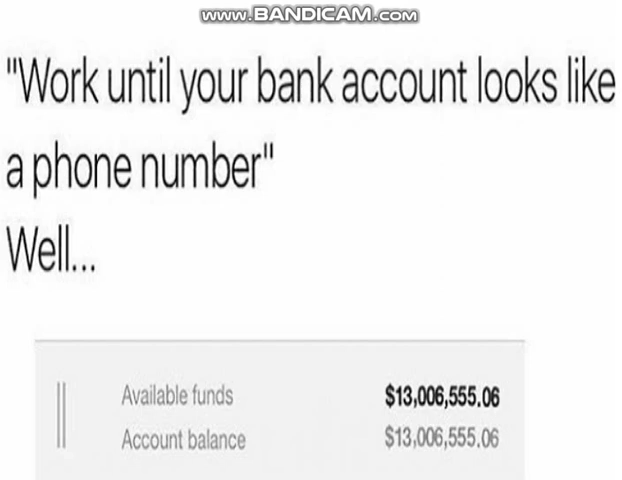 www.BANDICAM.com
"Work until your bank account looks like
a phone number"
Well...
Available funds $13,006,555.06
Account balance $13,006,555.06